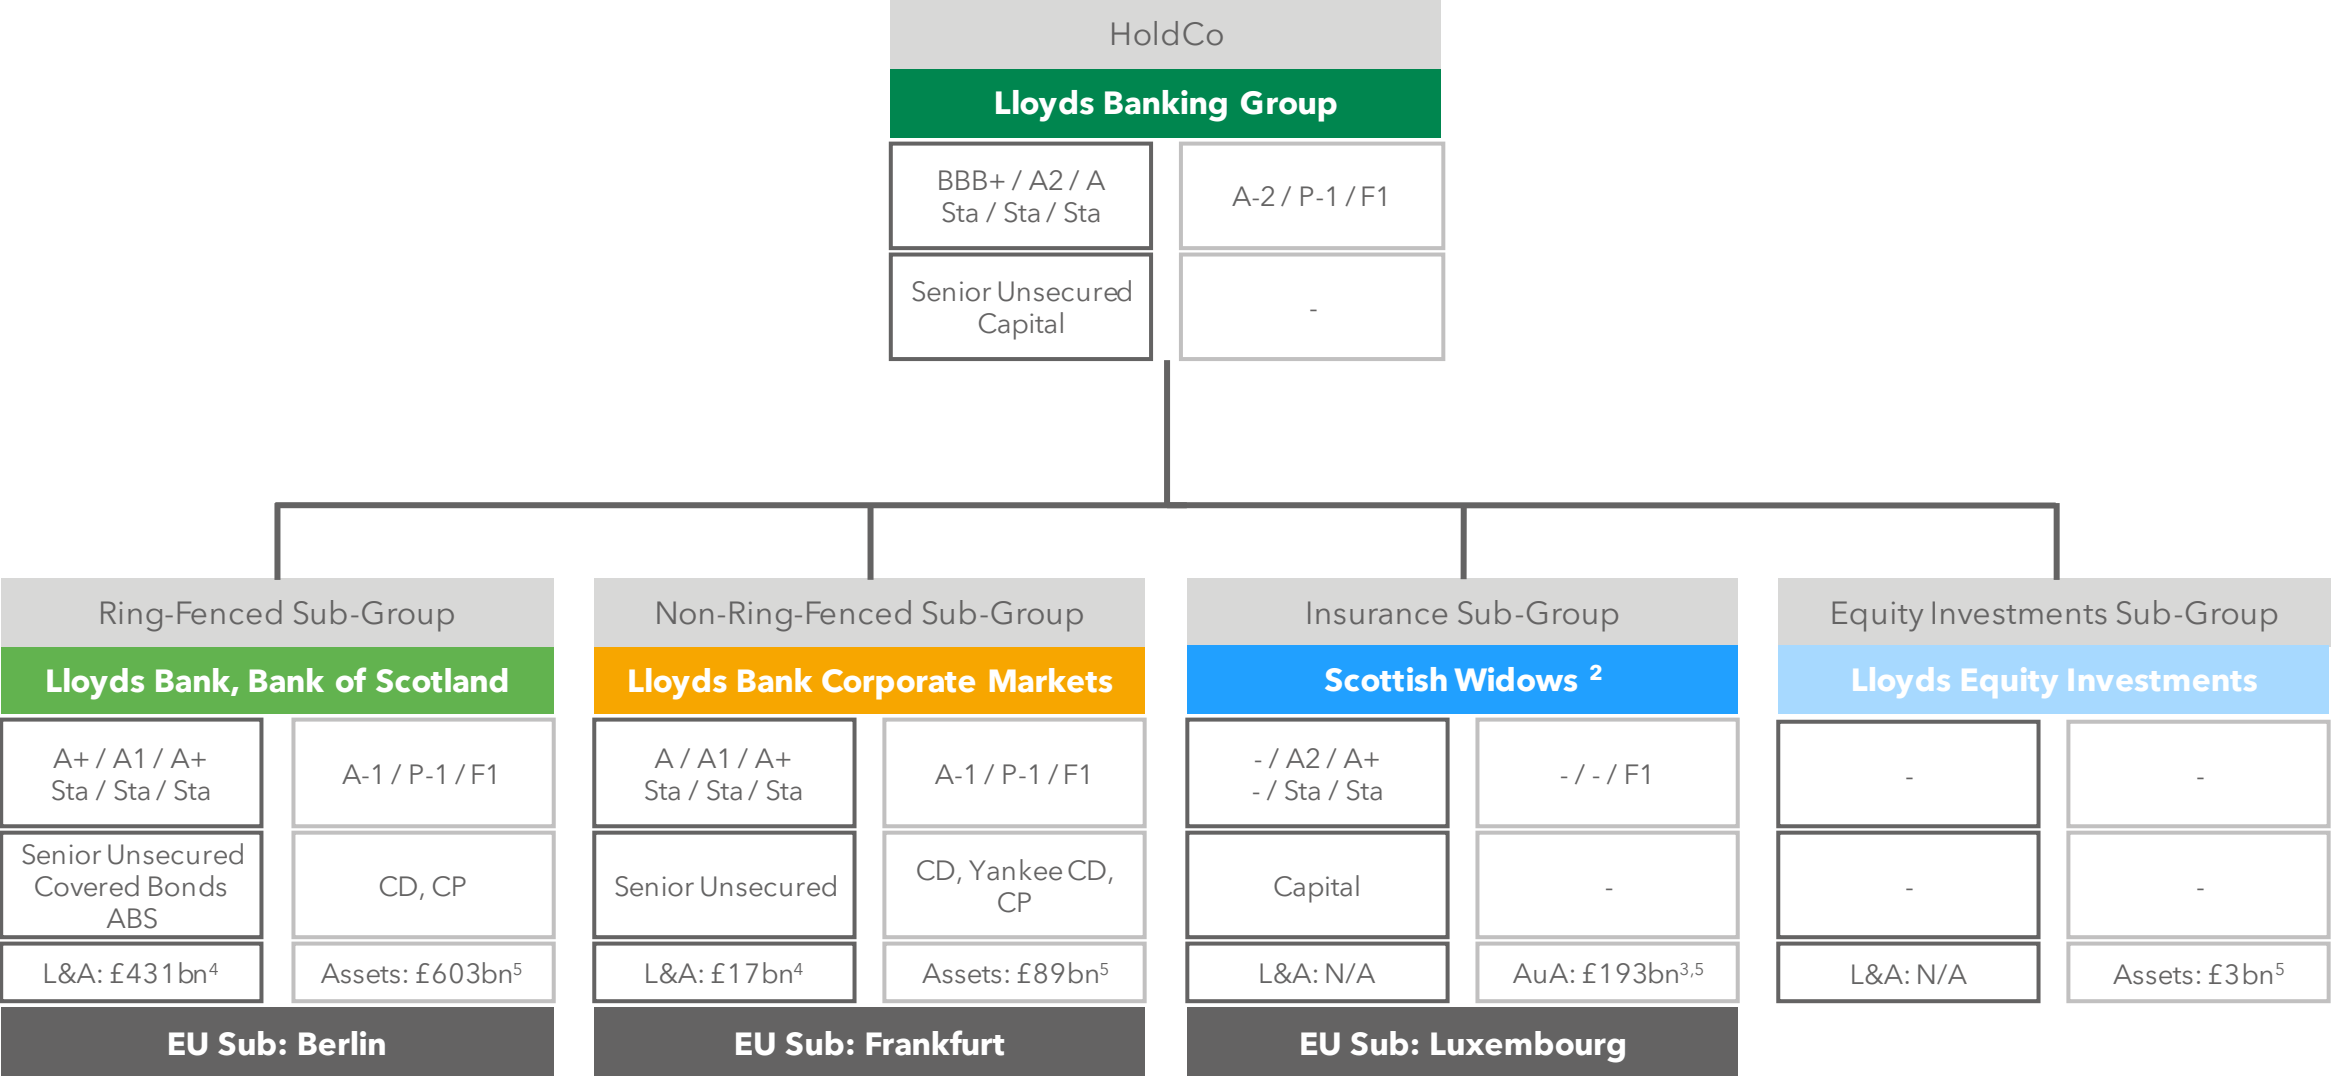 HoldCo
Lloyds Banking Group
BBB+ / A2 / A
Sta / Sta / Sta
A-2 / P-1 / F1
Senior Unsecured
Capital
-
Ring-Fenced Sub-Group
Lloyds Bank, Bank of Scotland
A+ / A1 / A+
Sta / Sta / Sta
A-1 / P-1 / F1
Senior Unsecured
Covered Bonds
ABS
CD, CP
L&A: £431bn⁴
Assets: £603bn⁵
EU Sub: Berlin
Non-Ring-Fenced Sub-Group
Lloyds Bank Corporate Markets
A / A1 / A+
Sta / Sta / Sta
A-1 / P-1 / F1
Senior Unsecured
CD, Yankee CD,
CP
L&A: £17bn⁴
Assets: £89bn⁵
EU Sub: Frankfurt
Insurance Sub-Group
Scottish Widows ²
- / A2 / A+
- / Sta / Sta
- / - / F1
Capital
-
L&A: N/A
AuA: £193bn³,⁵
EU Sub: Luxembourg
Equity Investments Sub-Group
Lloyds Equity Investments
-
-
-
-
L&A: N/A
Assets: £3bn⁵